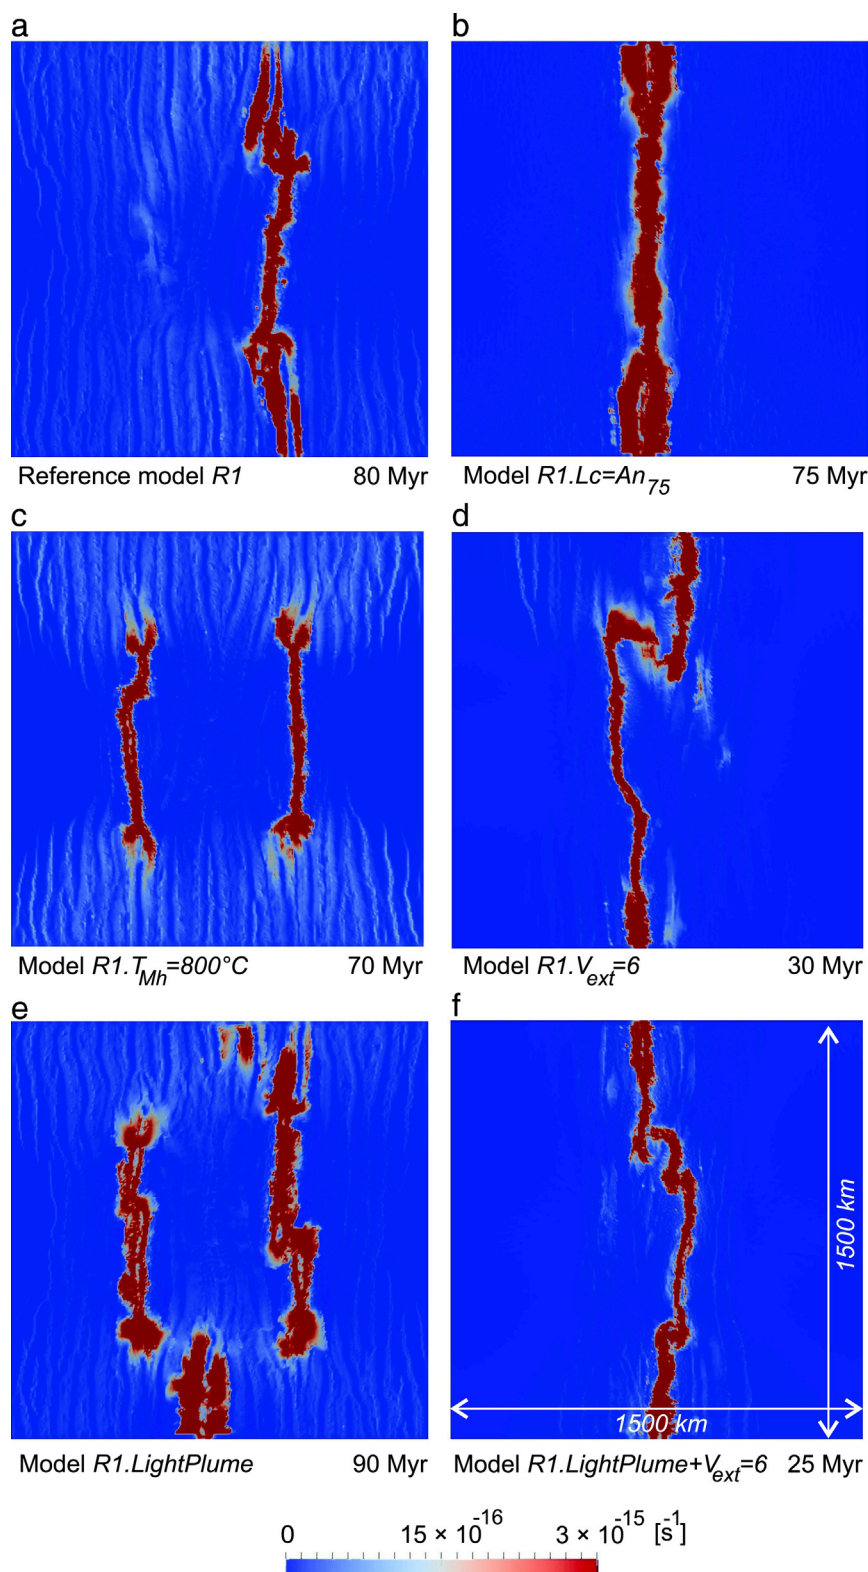 a
b
Reference model R1 80 Myr
Model R1.Lc=An75 75 Myr
c
d
Model R1.TMh=800°C 70 Myr
Model R1.Vext=6 30 Myr
e
f
1500 km
1500 km
Model R1.LightPlume 90 Myr
Model R1.LightPlume+Vext=6 25 Myr
0 15 × 10-16 3 × 10-15 [s-1]